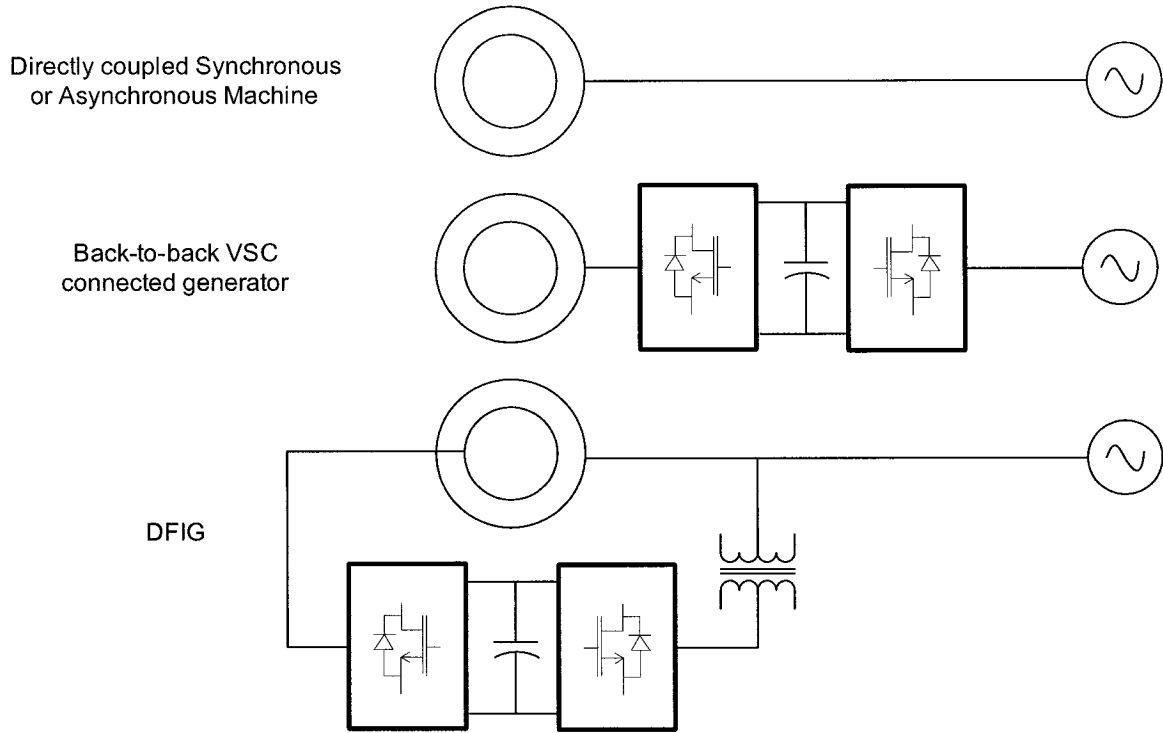 Directly coupled Synchronous
or Asynchronous Machine
Back-to-back VSC
connected generator
DFIG